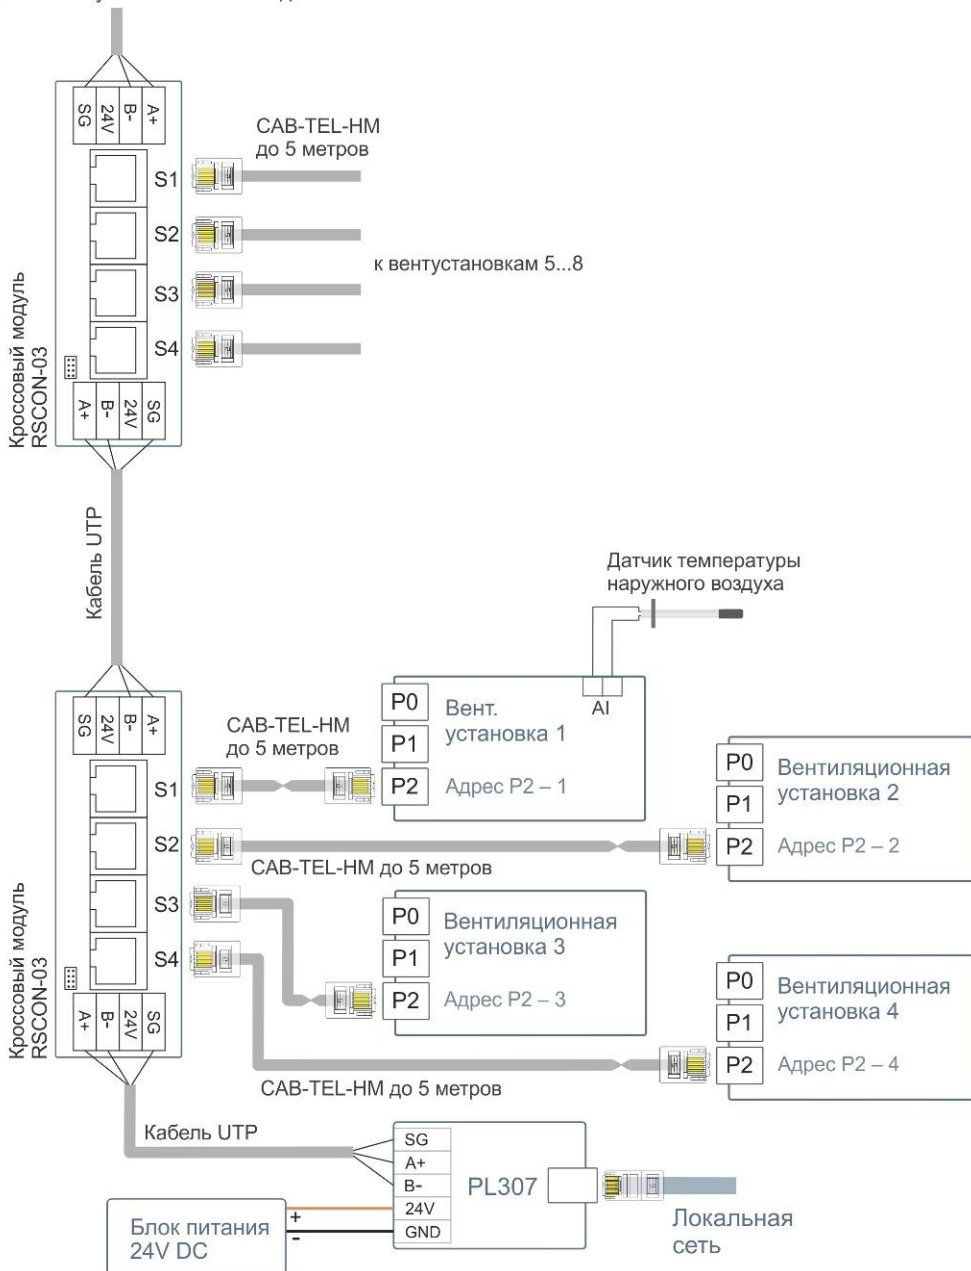 SG 24V B- A+
CAB-TEL-HM
до 5 метров
S1
S2
к вентустановкам 5...8
S3
S4
Кроссовый модуль
RSCON-03
A+ B- 24V SG
Кабель UTP
Датчик температуры
наружного воздуха
SG 24V B- A+
CAB-TEL-HM
до 5 метров
P0
P1
P2
Вент.
установка 1
AI
Адрес P2 – 1
S1
P0
P1
P2
Вентиляционная
установка 2
Адрес P2 – 2
S2
CAB-TEL-HM до 5 метров
S3
P0
P1
P2
Вентиляционная
установка 3
Адрес P2 – 3
S4
P0
P1
P2
Вентиляционная
установка 4
Адрес P2 – 4
Кроссовый модуль
RSCON-03
A+ B- 24V SG
CAB-TEL-HM до 5 метров
Кабель UTP
SG
A+
B-
24V
GND
PL307
+
-
Блок питания
24V DC
Локальная
сеть